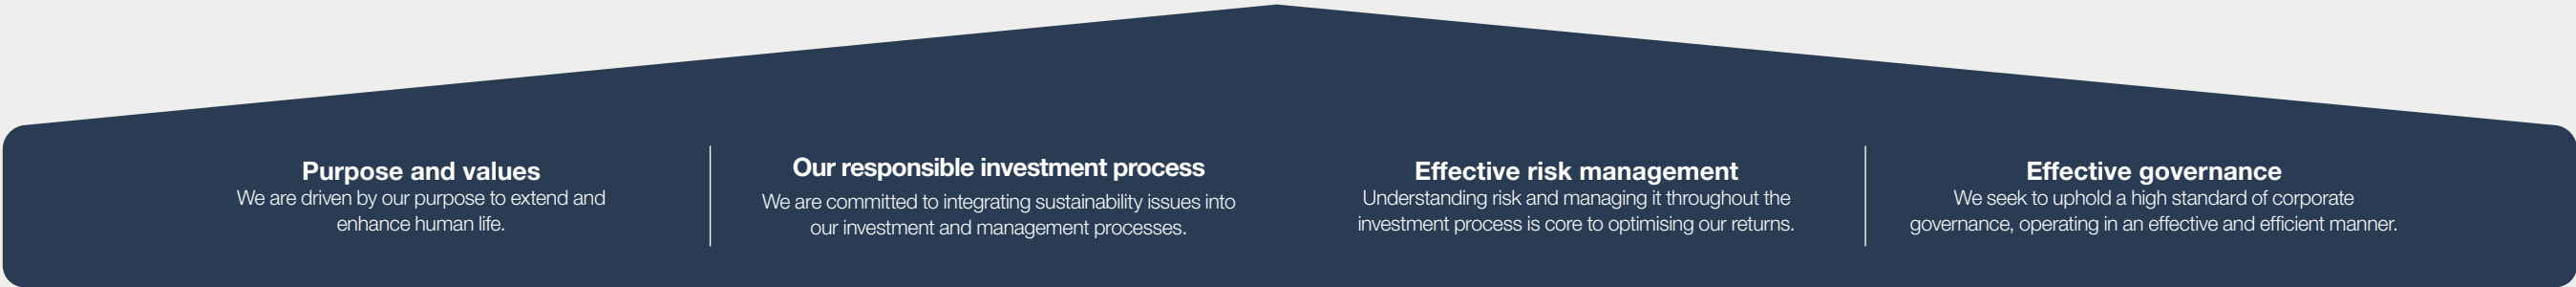 Purpose and values
We are driven by our purpose to extend and
enhance human life.
Our responsible investment process
We are committed to integrating sustainability issues into
our investment and management processes.
Effective risk management
Understanding risk and managing it throughout the
investment process is core to optimising our returns.
Effective governance
We seek to uphold a high standard of corporate
governance, operating in an effective and efficient manner.